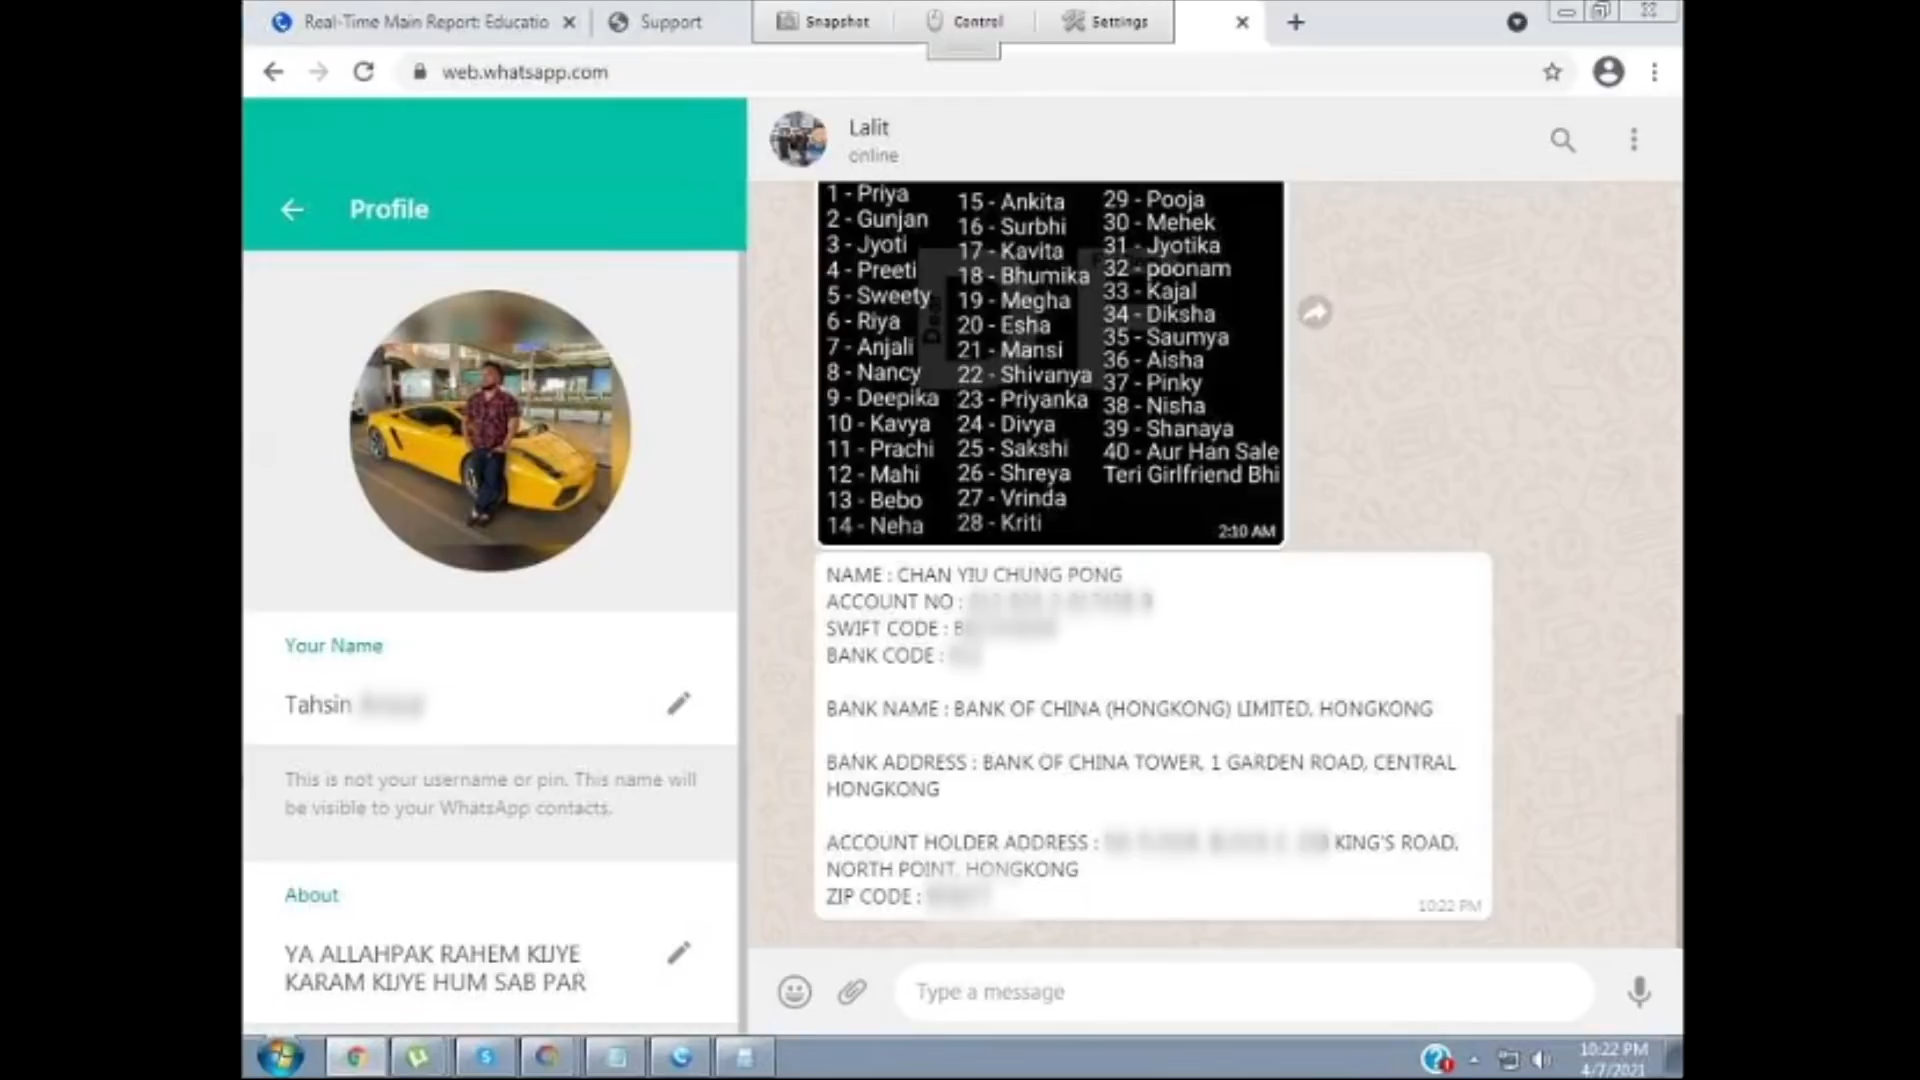 Real-Time Main Report: Educatio
Support
Snapshot
Control
Settings
web.whatsapp.com
Profile
Your Name
Tahsin
This is not your username or pin. This name will
be visible to your WhatsApp contacts.
About
YA ALLAHPAK RAHEM KIJYE
KARAM KIJYE HUM SAB PAR
Lalit
online
1 - Priya
2 - Gunjan
3 - Jyoti
4 - Preeti
5 - Sweety
6 - Riya
7 - Anjali
8 - Nancy
9 - Deepika
10 - Kavya
11 - Prachi
12 - Mahi
13 - Bebo
14 - Neha
15 - Ankita
16 - Surbhi
17 - Kavita
18 - Bhumika
19 - Megha
20 - Esha
21 - Mansi
22 - Shivanya
23 - Priyanka
24 - Divya
25 - Sakshi
26 - Shreya
27 - Vrinda
28 - Kriti
29 - Pooja
30 - Mehek
31 - Jyotika
32 - poonam
33 - Kajal
34 - Diksha
35 - Saumya
36 - Aisha
37 - Pinky
38 - Nisha
39 - Shanaya
40 - Aur Han Sale
Teri Girlfriend Bhi
2:10 AM
NAME : CHAN YIU CHUNG PONG
ACCOUNT NO :
SWIFT CODE : B
BANK CODE :
BANK NAME : BANK OF CHINA (HONGKONG) LIMITED, HONGKONG
BANK ADDRESS : BANK OF CHINA TOWER, 1 GARDEN ROAD, CENTRAL
HONGKONG
ACCOUNT HOLDER ADDRESS : KING'S ROAD,
NORTH POINT, HONGKONG
ZIP CODE :
10:22 PM
Type a message
10:22 PM
4/7/2021